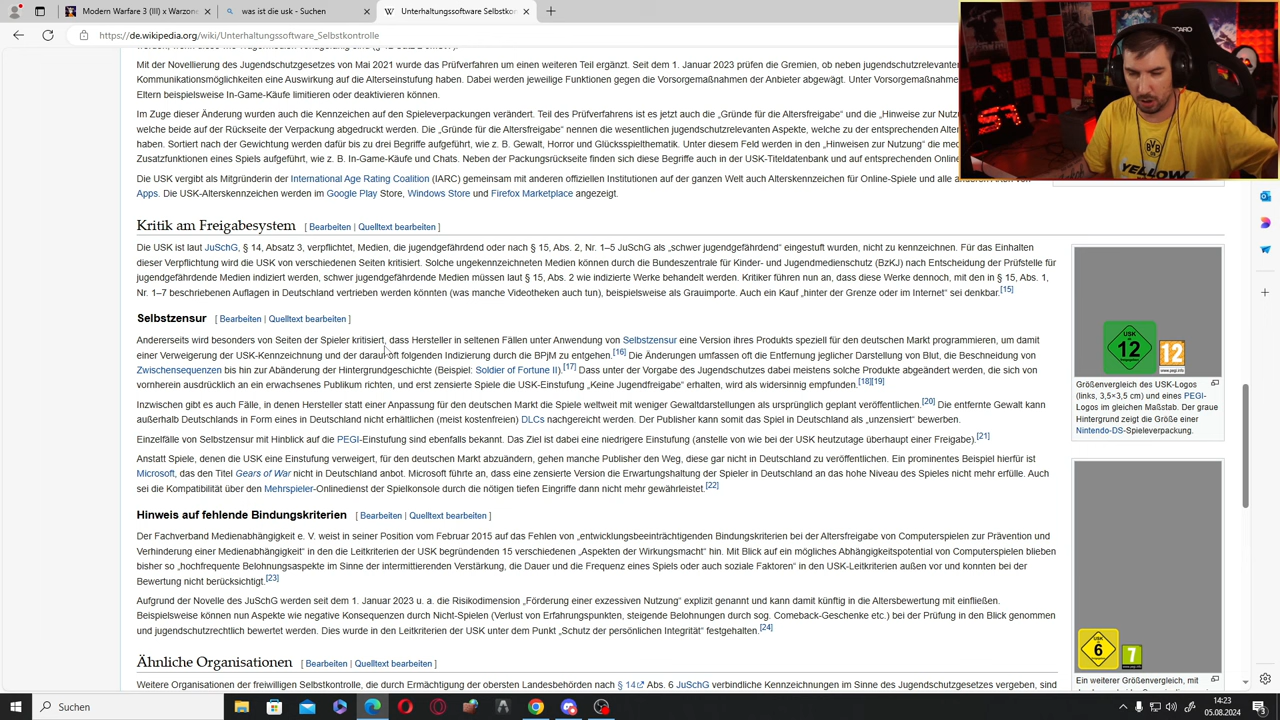 Modern Warfare 3 (III) x Warzone
was ist die usk - Suchen
Unterhaltungssoftware Selbstkon
https://de.wikipedia.org/wiki/Unterhaltungssoftware_Selbstkontrolle
Mit der Novellierung des Jugendschutzgesetzes von Mai 2021 wurde das Prüfverfahren um einen weiteren Teil ergänzt. Seit dem 1. Januar 2023 prüfen die Gremien, ob neben jugendschutzrelevanten
Kommunikationsmöglichkeiten eine Auswirkung auf die Alterseinstufung haben. Dabei werden jeweilige Funktionen gegen die Vorsorgemaßnahmen der Anbieter abgewägt. Unter Vorsorgemaßnahmen
Eltern beispielsweise In-Game-Käufe limitieren oder deaktivieren können.
Im Zuge dieser Änderung wurden auch die Kennzeichen auf den Spieleverpackungen verändert. Teil des Prüfverfahrens ist es jetzt auch die „Gründe für die Altersfreigabe“ und die „Hinweise zur
welche beide auf der Rückseite der Verpackung abgedruckt werden. Die „Gründe für die Altersfreigabe“ nennen die wesentlichen jugendschutzrelevanten Aspekte, welche zu der entsprechenden
haben. Sortiert nach der Gewichtung werden dafür bis zu drei Begriffe aufgeführt, wie z. B. Gewalt, Horror und Glücksspielthematik. Unter diesem Feld werden in den „Hinweisen zur Nutzung“ die
Zusatzfunktionen eines Spiels aufgeführt, wie z. B. In-Game-Käufe und Chats. Neben der Packungsrückseite finden sich diese Begriffe auch in der USK-Titeldatenbank und auf entsprechenden
Die USK vergibt als Mitgründerin der International Age Rating Coalition (IARC) gemeinsam mit anderen offiziellen Institutionen auf der ganzen Welt auch Alterskennzeichen für Online-Spiele und alle anderen Arten von
Apps. Die USK-Alterskennzeichen werden im Google Play Store, Windows Store und Firefox Marketplace angezeigt.
Kritik am Freigabesystem [ Bearbeiten | Quelltext bearbeiten ]
Die USK ist laut JuSchG, § 14, Absatz 3, verpflichtet, Medien, die jugendgefährdend oder nach § 15, Abs. 2, Nr. 1–5 JuSchG als „schwer jugendgefährdend“ eingestuft wurden, nicht zu kennzeichnen. Für das Einhalten
dieser Verpflichtung wird die USK von verschiedenen Seiten kritisiert. Solche ungekennzeichneten Medien können durch die Bundeszentrale für Kinder- und Jugendmedienschutz (BzKJ) nach Entscheidung der Prüfstelle für
jugendgefährdende Medien indiziert werden, schwer jugendgefährdende Medien müssen laut § 15, Abs. 2 wie indizierte Werke behandelt werden. Kritiker führen nun an, dass diese Werke dennoch, mit den in § 15, Abs. 1,
Nr. 1–7 beschriebenen Auflagen in Deutschland vertrieben werden könnten (was manche Videotheken auch tun), beispielsweise als Grauimporte. Auch ein Kauf „hinter der Grenze oder im Internet“ sei denkbar.[15]
Selbstzensur [ Bearbeiten | Quelltext bearbeiten ]
Andererseits wird besonders von Seiten der Spieler kritisiert, dass Hersteller in seltenen Fällen unter Anwendung von Selbstzensur eine Version ihres Produkts speziell für den deutschen Markt programmieren, um damit
einer Verweigerung der USK-Kennzeichnung und der darauf oft folgenden Indizierung durch die BPjM zu entgehen.[16] Die Änderungen umfassen oft die Entfernung jeglicher Darstellung von Blut, die Beschneidung von
Zwischensequenzen bis hin zur Abänderung der Hintergrundgeschichte (Beispiel: Soldier of Fortune II).[17] Dass unter der Vorgabe des Jugendschutzes dabei meistens solche Produkte abgeändert werden, die sich von
vornherein ausdrücklich an ein erwachsenes Publikum richten, und erst zensierte Spiele die USK-Einstufung „Keine Jugendfreigabe“ erhalten, wird als widersinnig empfunden.[18][19]
Inzwischen gibt es auch Fälle, in denen Hersteller statt einer Anpassung für den deutschen Markt die Spiele weltweit mit weniger Gewaltdarstellungen als ursprünglich geplant veröffentlichen.[20] Die entfernte Gewalt kann
außerhalb Deutschlands in Form eines in Deutschland nicht erhältlichen (meist kostenfreien) DLCs nachgereicht werden. Der Publisher kann somit das Spiel in Deutschland als „unzensiert“ bewerben.
Einzelfälle von Selbstzensur mit Hinblick auf die PEGI-Einstufung sind ebenfalls bekannt. Das Ziel ist dabei eine niedrigere Einstufung (anstelle von wie bei der USK heutzutage überhaupt einer Freigabe).[21]
Anstatt Spiele, denen die USK eine Einstufung verweigert, für den deutschen Markt abzuändern, gehen manche Publisher den Weg, diese gar nicht in Deutschland zu veröffentlichen. Ein prominentes Beispiel hierfür ist
Microsoft, das den Titel Gears of War nicht in Deutschland anbot. Microsoft führte an, dass eine zensierte Version die Erwartungshaltung der Spieler in Deutschland an das hohe Niveau des Spieles nicht mehr erfülle. Auch
sei die Kompatibilität über den Mehrspieler-Onlinedienst der Spielkonsole durch die nötigen tiefen Eingriffe dann nicht mehr gewährleistet.[22]
Hinweis auf fehlende Bindungskriterien [ Bearbeiten | Quelltext bearbeiten ]
Der Fachverband Medienabhängigkeit e. V. weist in seiner Position vom Februar 2015 auf das Fehlen von „entwicklungsbeeinträchtigenden Bindungskriterien bei der Altersfreigabe von Computerspielen zur Prävention und
Verhinderung einer Medienabhängigkeit“ in den die Leitkriterien der USK begründenden 15 verschiedenen „Aspekten der Wirkungsmacht“ hin. Mit Blick auf ein mögliches Abhängigkeitspotential von Computerspielen blieben
bisher so „hochfrequente Belohnungsaspekte im Sinne der intermittierenden Verstärkung, die Dauer und die Frequenz eines Spiels oder auch soziale Faktoren“ in den USK-Leitkriterien außen vor und konnten bei der
Bewertung nicht berücksichtigt.[23]
Aufgrund der Novelle des JuSchG werden seit dem 1. Januar 2023 u. a. die Risikodimension „Förderung einer exzessiven Nutzung“ explizit genannt und kann damit künftig in die Altersbewertung mit einfließen.
Beispielsweise können nun Aspekte wie negative Konsequenzen durch Nicht-Spielen (Verlust von Erfahrungspunkten, steigende Belohnungen durch sog. Comeback-Geschenke etc.) bei der Prüfung in den Blick genommen
und jugendschutzrechtlich bewertet werden. Dies wurde in den Leitkriterien der USK unter dem Punkt „Schutz der persönlichen Integrität“ festgehalten.[24]
Ähnliche Organisationen [ Bearbeiten | Quelltext bearbeiten ]
Weitere Organisationen der freiwilligen Selbstkontrolle, die durch Ermächtigung der obersten Landesbehörden nach § 14 Abs. 6 JuSchG verbindliche Kennzeichnungen im Sinne des Jugendschutzgesetzes vergeben, sind
USK
12
12
Größenvergleich des USK-Logos
(links, 3,5×3,5 cm) und eines PEGI-
Logos im gleichen Maßstab. Der graue
Hintergrund zeigt die Größe einer
Nintendo-DS-Spieleverpackung.
6
7
Ein weiterer Größenvergleich, mit
BVB
09
YELLOW
Suchen
14:23
05.08.2024